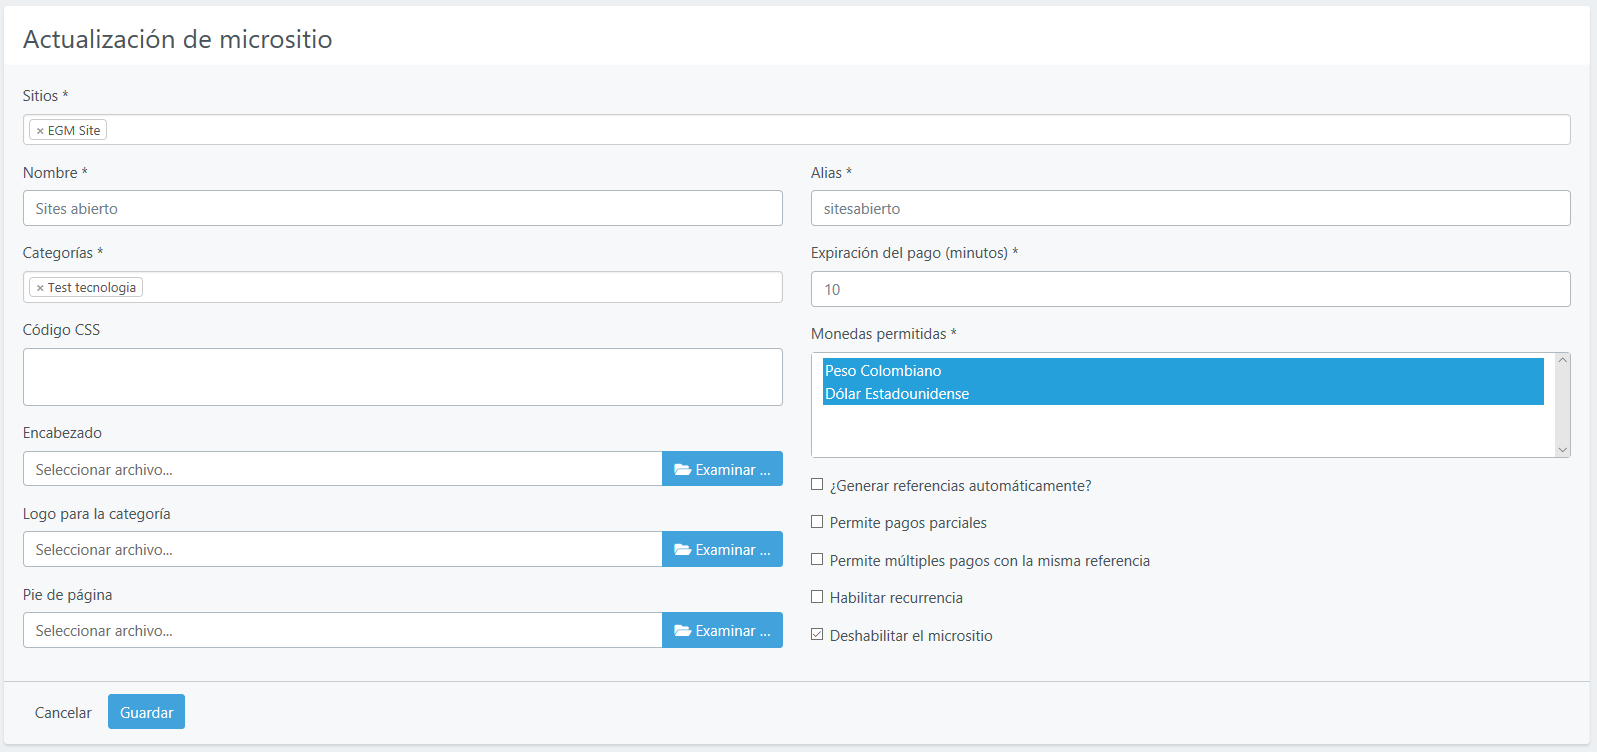 Actualización de micrositio
Sitios *
× EGM Site
Nombre *
Sites abierto
Alias *
sitesabierto
Categorías *
× Test tecnologia
Expiración del pago (minutos) *
10
Código CSS
Monedas permitidas *
Peso Colombiano
Dólar Estadounidense
Encabezado
Seleccionar archivo...
Examinar ...
Logo para la categoría
Seleccionar archivo...
Examinar ...
Pie de página
Seleccionar archivo...
Examinar ...
¿Generar referencias automáticamente?
Permite pagos parciales
Permite múltiples pagos con la misma referencia
Habilitar recurrencia
Deshabilitar el micrositio
Cancelar
Guardar